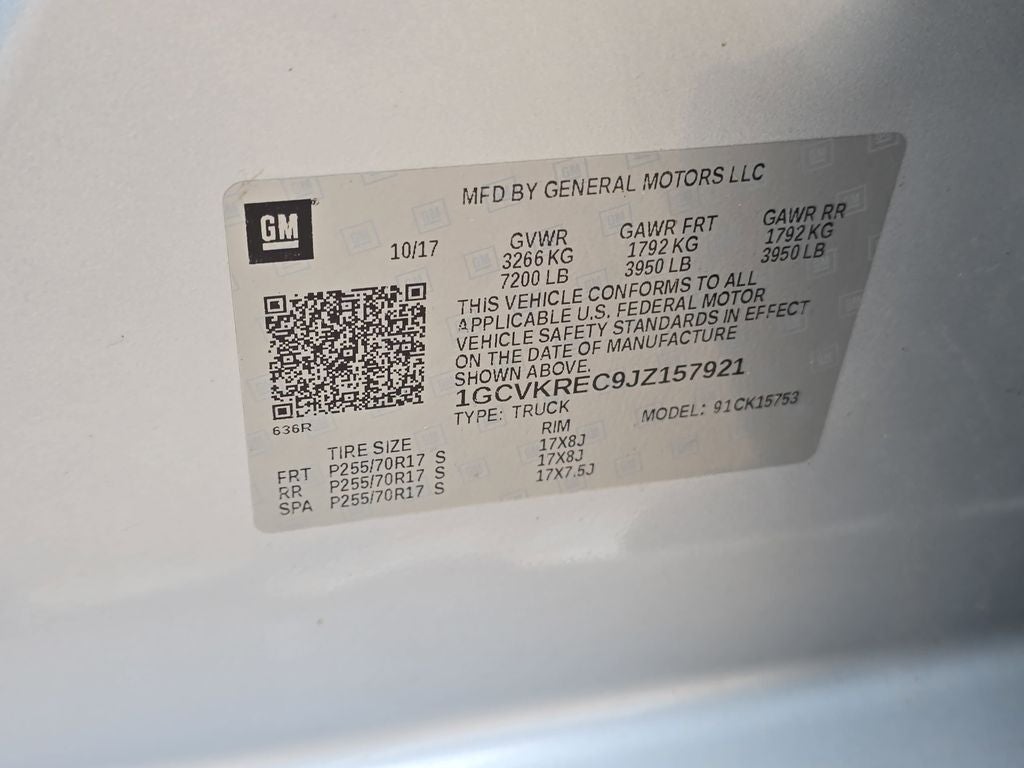 MFD BY GENERAL MOTORS LLC
GM
10/17
GVWR GAWR FRT GAWR RR
3266 KG 1792 KG 1792 KG
7200 LB 3950 LB 3950 LB
THIS VEHICLE CONFORMS TO ALL
APPLICABLE U.S. FEDERAL MOTOR
VEHICLE SAFETY STANDARDS IN EFFECT
ON THE DATE OF MANUFACTURE
SHOWN ABOVE.
1GCVKREC9JZ157921
TYPE: TRUCK MODEL: 91CK15753
636R
TIRE SIZE RIM
FRT P255/70R17 S 17X8J
RR P255/70R17 S 17X8J
SPA P255/70R17 S 17X7.5J